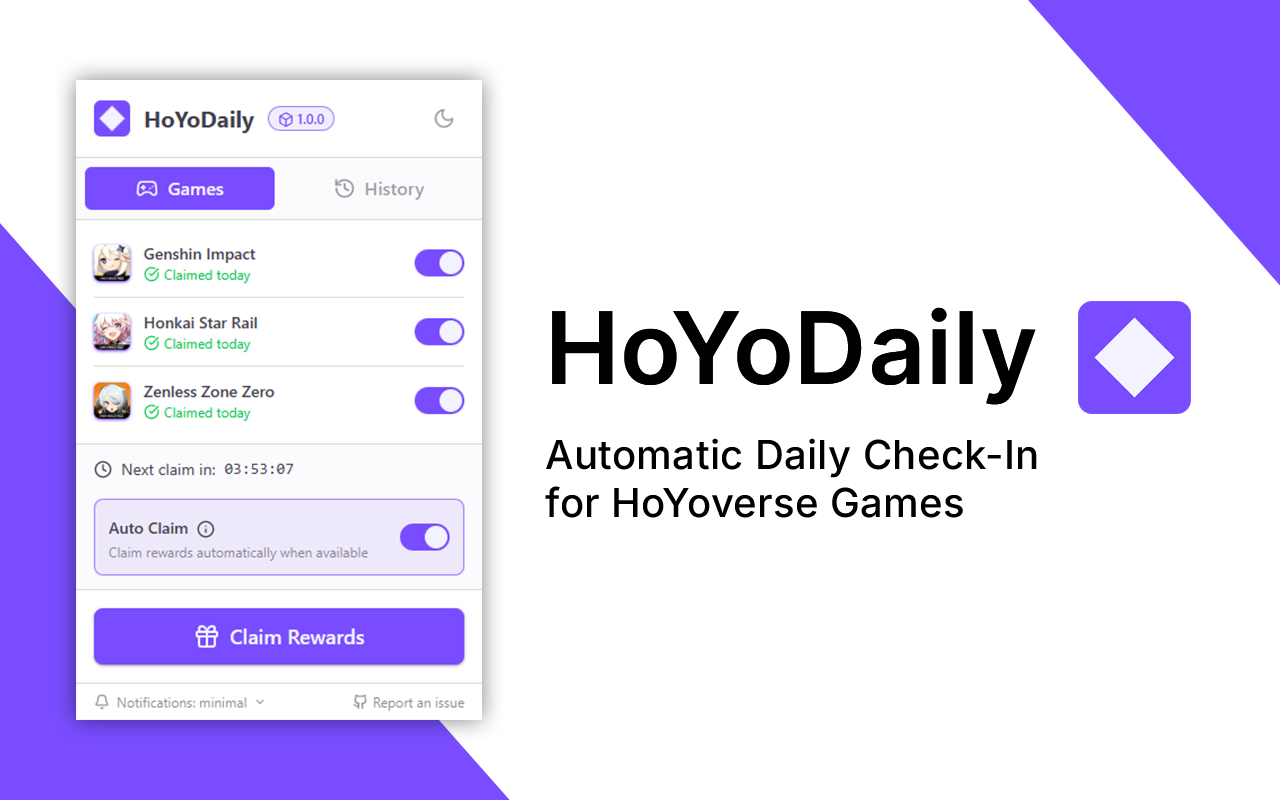 HoYoDaily
1.0.0
Games
History
Genshin Impact
Claimed today
Honkai Star Rail
Claimed today
Zenless Zone Zero
Claimed today
Next claim in: 03:53:07
Auto Claim
Claim rewards automatically when available
Claim Rewards
Notifications: minimal
Report an issue
HoYoDaily
Automatic Daily Check-In
for HoYoverse Games